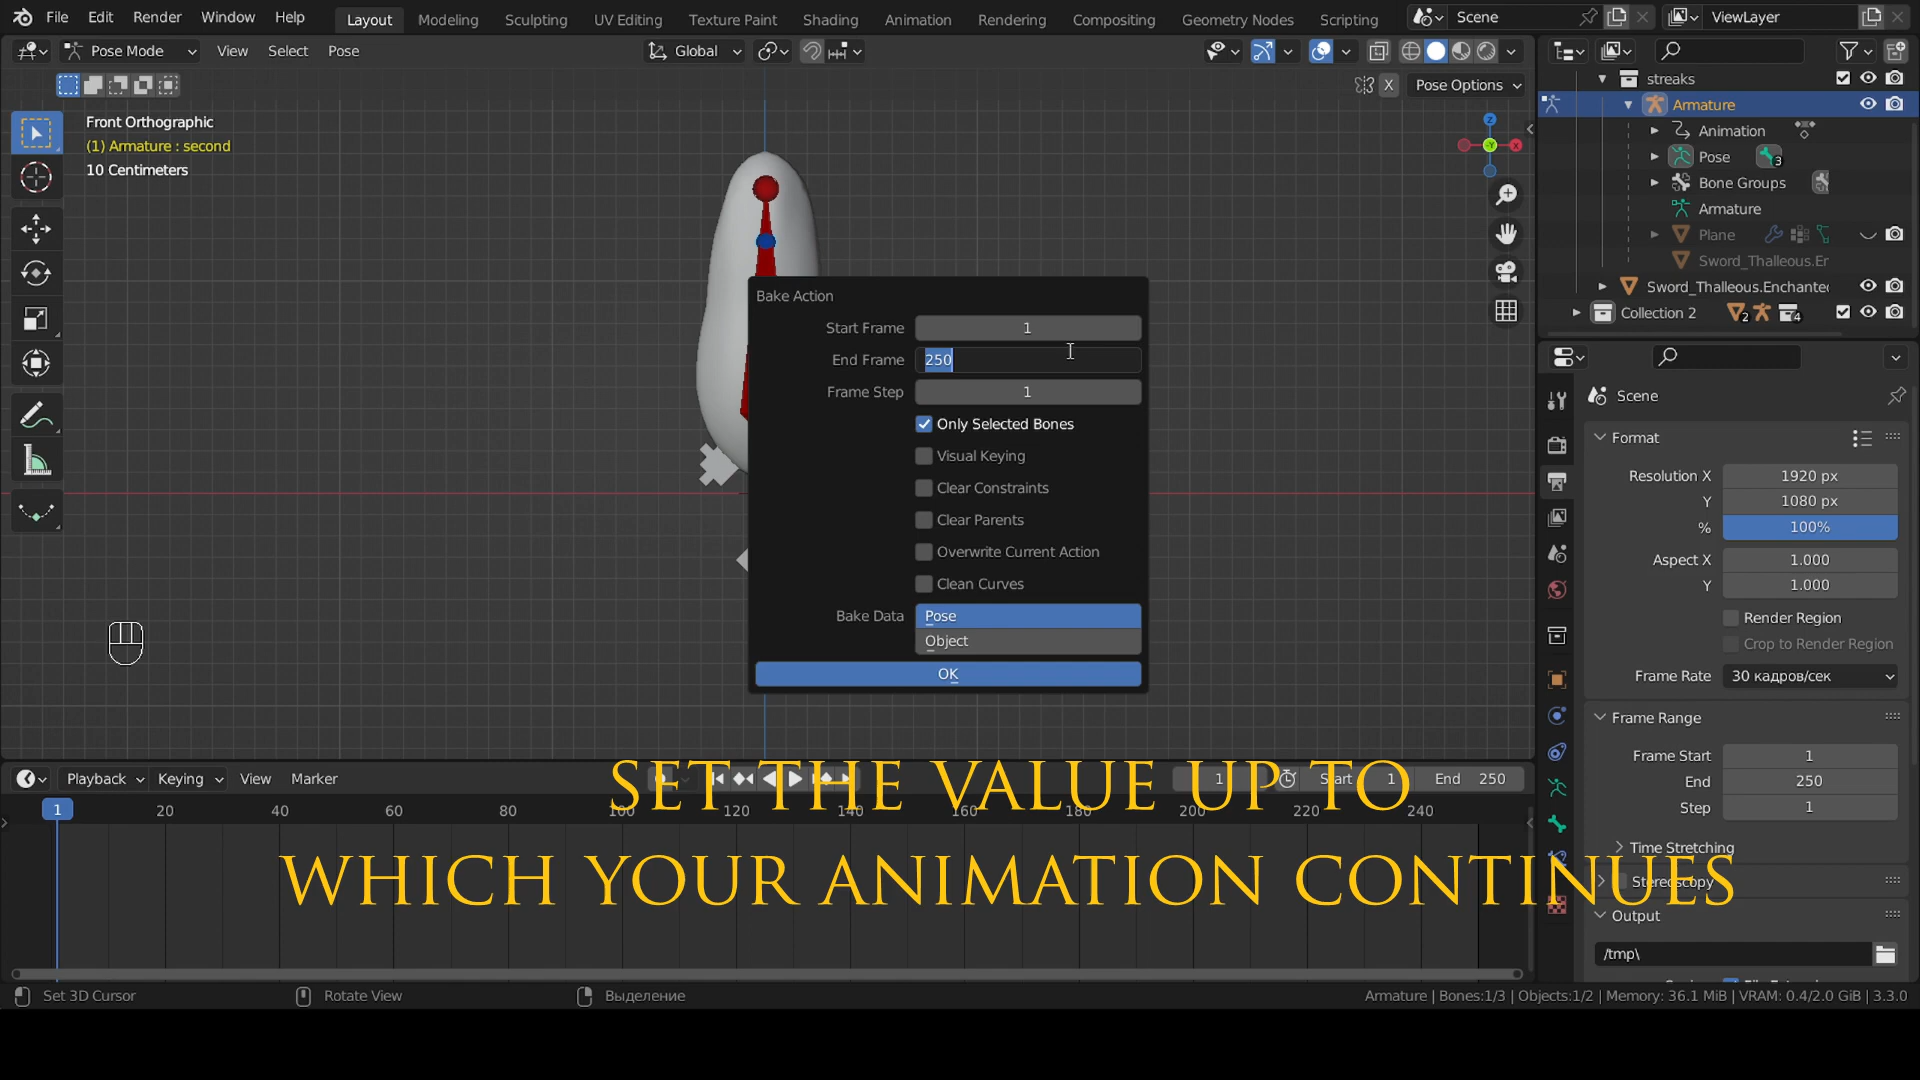 File Edit Render Window Help Layout Modeling Sculpting UV Editing Texture Paint Shading Animation Rendering Compositing Geometry Nodes Scripting Scene ViewLayer
Pose Mode View Select Pose Global
X Pose Options
Front Orthographic
(1) Armature : second
10 Centimeters
Z
-Y
X
streaks
Armature
Animation
Pose 3
Bone Groups
Armature
Plane
Sword_Thalleous.Er
Sword_Thalleous.Enchante
Collection 2 2 4
Bake Action
Start Frame 1
End Frame 250
Frame Step 1
Only Selected Bones
Visual Keying
Clear Constraints
Clear Parents
Overwrite Current Action
Clean Curves
Bake Data Pose
Object
OK
Scene
Format
Resolution X 1920 px
Y 1080 px
% 100%
Aspect X 1.000
Y 1.000
Render Region
Crop to Render Region
Frame Rate 30 кадров/сек
Frame Range
Frame Start 1
End 250
Step 1
Time Stretching
Stereoscopy
Output
/tmp\
Playback Keying View Marker 1 Start 1 End 250
1 20 40 60 80 100 120 140 160 180 200 220 240
SET THE VALUE UP TO
WHICH YOUR ANIMATION CONTINUES
Set 3D Cursor Rotate View Выделение Armature | Bones:1/3 | Objects:1/2 | Memory: 36.1 MiB | VRAM: 0.4/2.0 GiB | 3.3.0